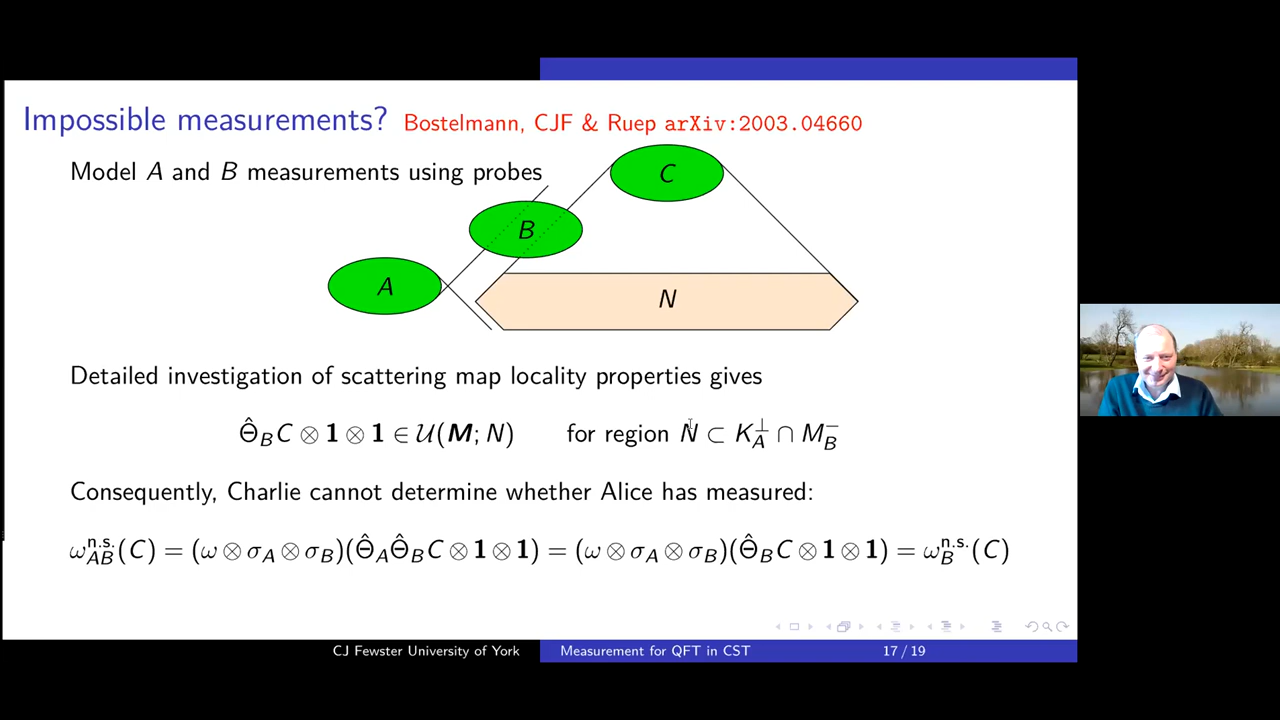 Impossible measurements? Bostelmann, CJF & Ruep arXiv:2003.04660
Model A and B measurements using probes
C
B
A
N
Detailed investigation of scattering map locality properties gives
Θ̂_B C ⊗ 𝟏 ⊗ 𝟏 ∈ 𝒰(𝑴; N) for region N ⊂ K_A^⊥ ∩ M_B^−
Consequently, Charlie cannot determine whether Alice has measured:
ω_AB^n.s.(C) = (ω ⊗ σ_A ⊗ σ_B)(Θ̂_A Θ̂_B C ⊗ 𝟏 ⊗ 𝟏) = (ω ⊗ σ_A ⊗ σ_B)(Θ̂_B C ⊗ 𝟏 ⊗ 𝟏) = ω_B^n.s.(C)
CJ Fewster University of York Measurement for QFT in CST 17 / 19